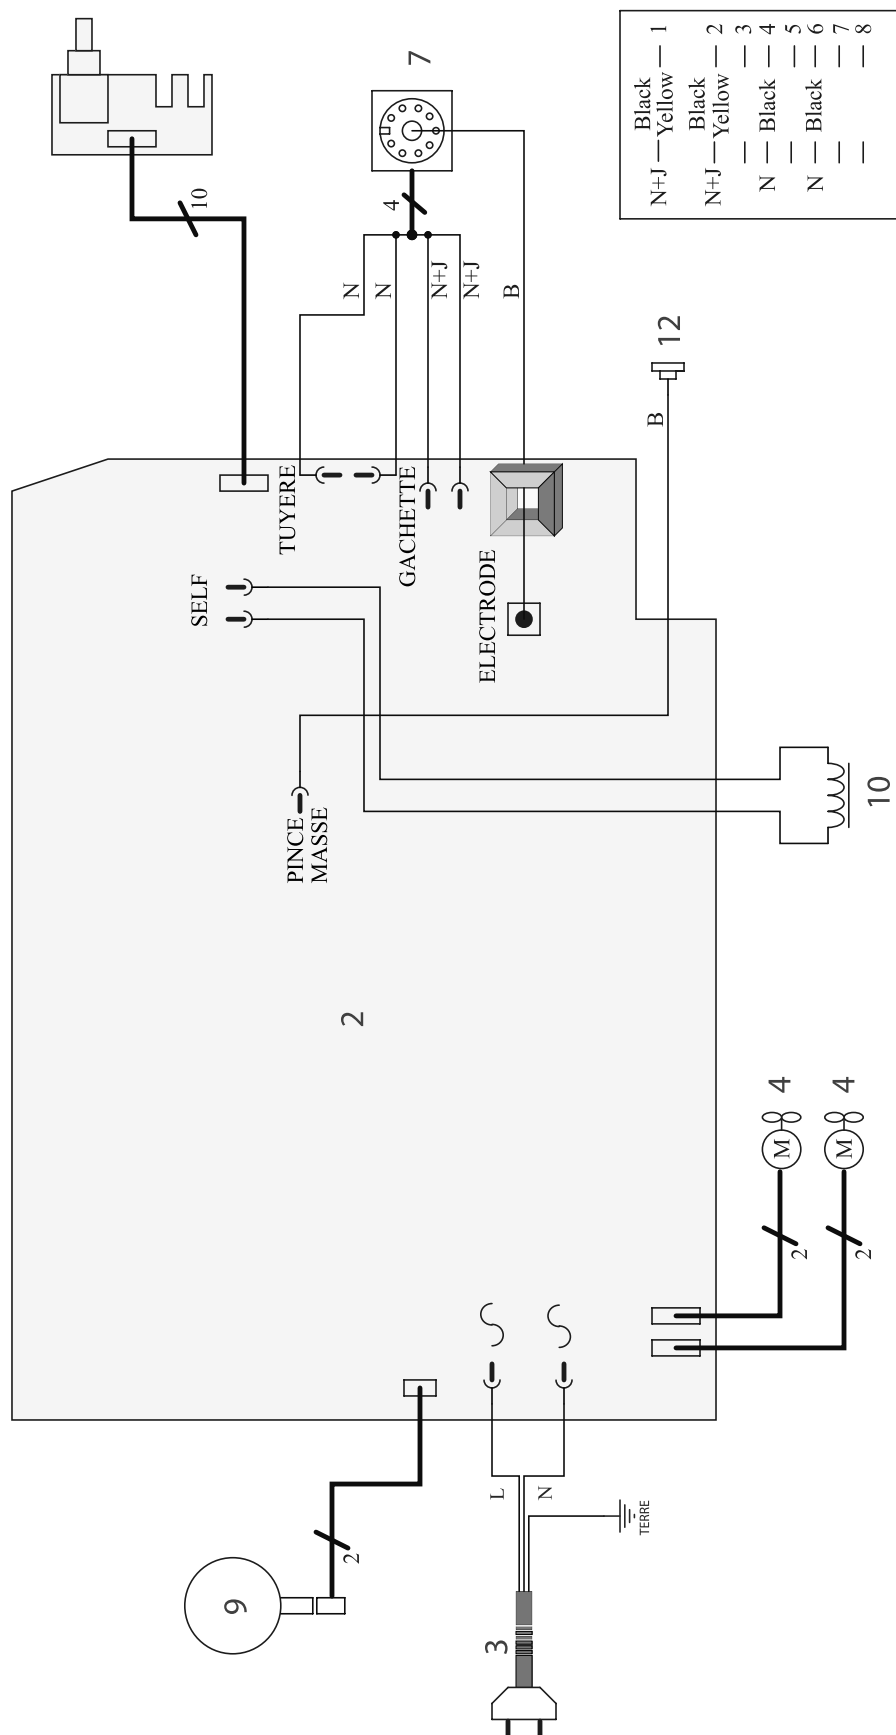 10
7
4
N
N
N+J
N+J
B
12
B
TUYERE
GACHETTE
ELECTRODE
SELF
PINCE
MASSE
10
2
4
M
2
4
M
2
9
2
L
N
TERRE
3
N+J — Black Yellow — 1
N+J — Black Yellow — 2
— — 3
N — Black — 4
— — 5
N — Black — 6
— — 7
— — 8